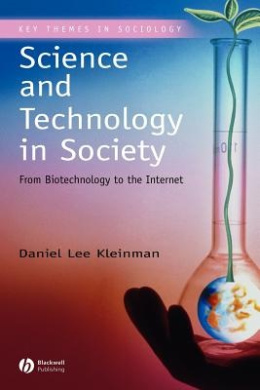 KEY THEMES IN SOCIOLOGY
Science and
Technology
in Society
From Biotechnology to the Internet
Daniel Lee Kleinman
Blackwell
Publishing